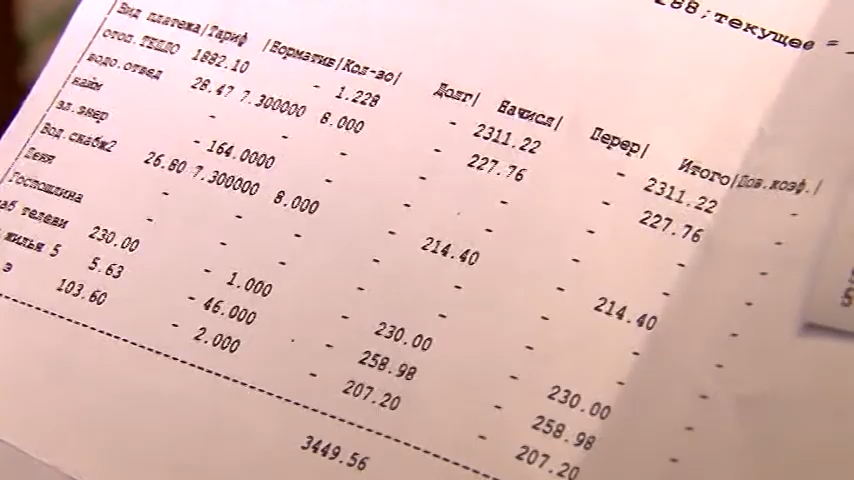 288;текущее =
Вид платежа|Тариф |Норматив|Кол-во| Долг| Начисл| Перер| Итого|Пов.коэф.|
отоп.ТЕПЛО 1882.10 - 1.228 - 2311.22 - 2311.22 -
водо.отвед 28.47 7.300000 8.000 - 227.76 - 227.76 -
найм - - - - - - - -
эл.энер - 164.0000 - - - - - -
Вод.снабж2 26.80 7.300000 8.000 - 214.40 - 214.40 -
Пеня - - - - - - - -
Госпошлина - - - - - - - -
аб телеви 230.00 - 1.000 - 230.00 - 230.00 -
жильн 5 5.63 - 46.000 - 258.98 - 258.98 -
э 103.60 - 2.000 - 207.20 - 207.20 -
3449.56